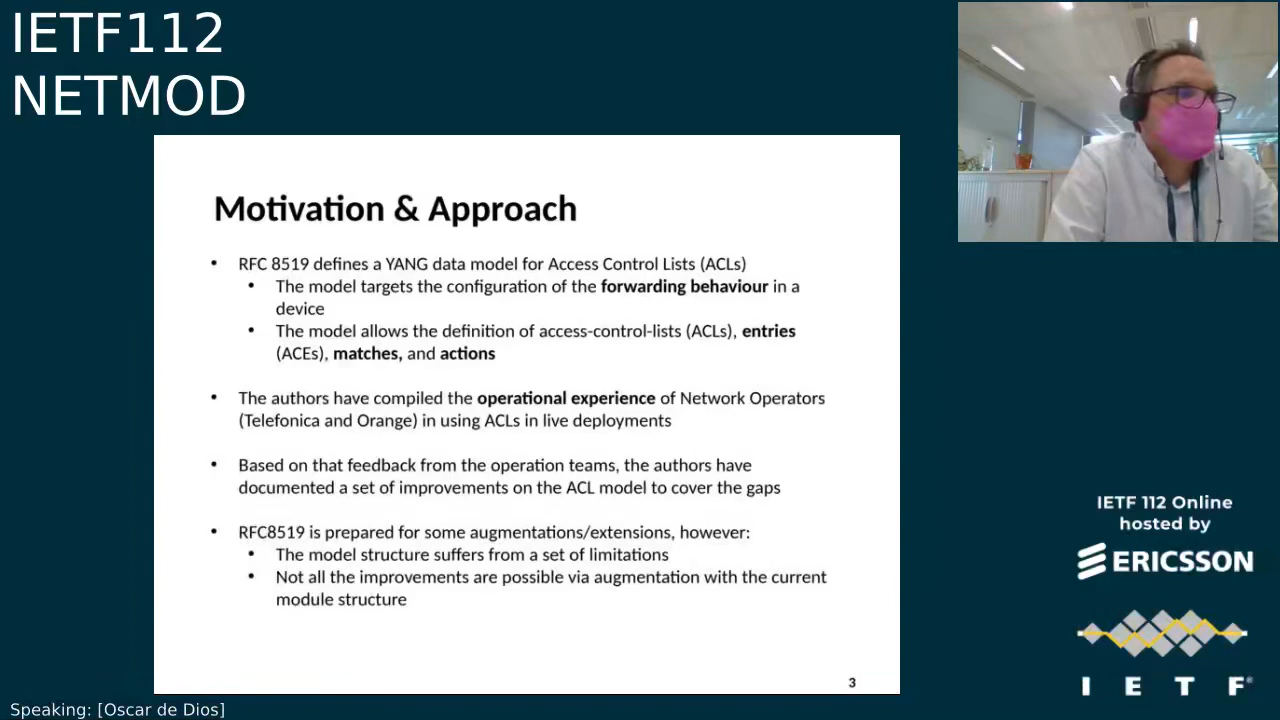 IETF112
NETMOD
Motivation & Approach
• RFC 8519 defines a YANG data model for Access Control Lists (ACLs)
• The model targets the configuration of the forwarding behaviour in a
device
• The model allows the definition of access-control-lists (ACLs), entries
(ACEs), matches, and actions
• The authors have compiled the operational experience of Network Operators
(Telefonica and Orange) in using ACLs in live deployments
• Based on that feedback from the operation teams, the authors have
documented a set of improvements on the ACL model to cover the gaps
• RFC8519 is prepared for some augmentations/extensions, however:
• The model structure suffers from a set of limitations
• Not all the improvements are possible via augmentation with the current
module structure
3
IETF 112 Online
hosted by
ERICSSON
I E T F®
Speaking: [Oscar de Dios]